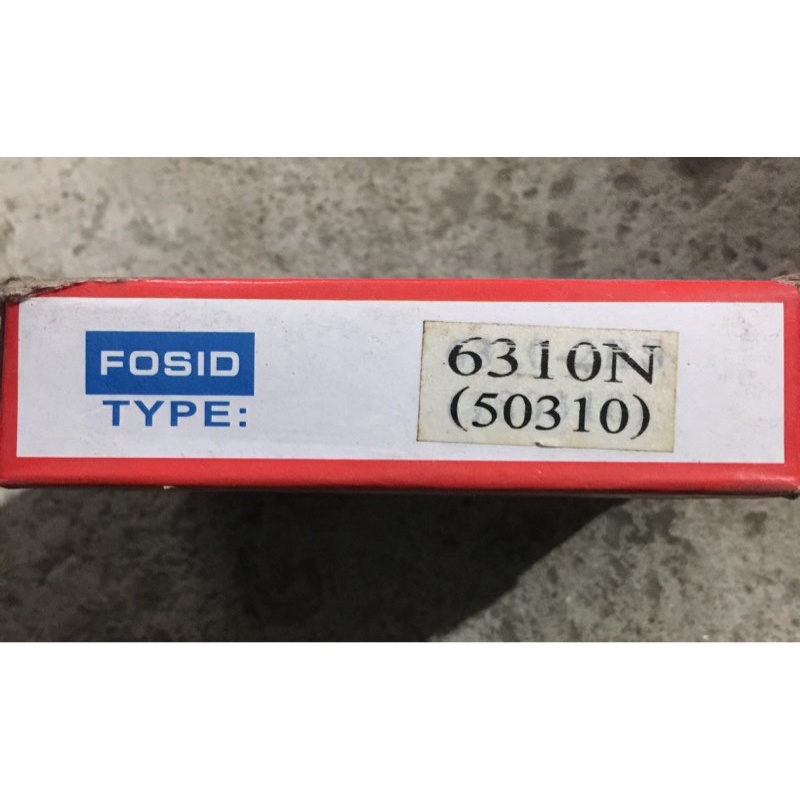 FOSID
TYPE:
6310N
(50310)